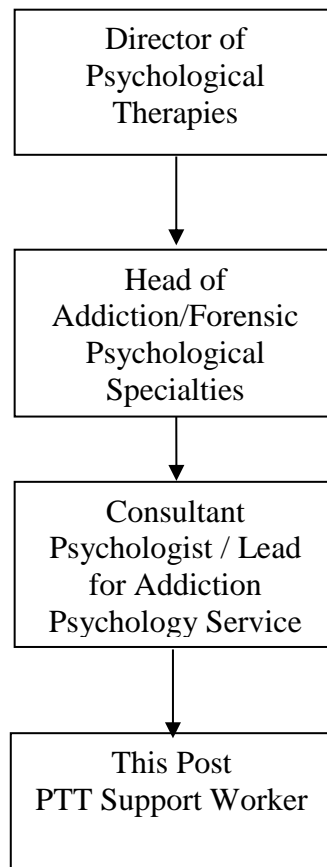 Director of
Psychological
Therapies
Head of
Addiction/Forensic
Psychological
Specialties
Consultant
Psychologist / Lead
for Addiction
Psychology Service
This Post
PTT Support Worker